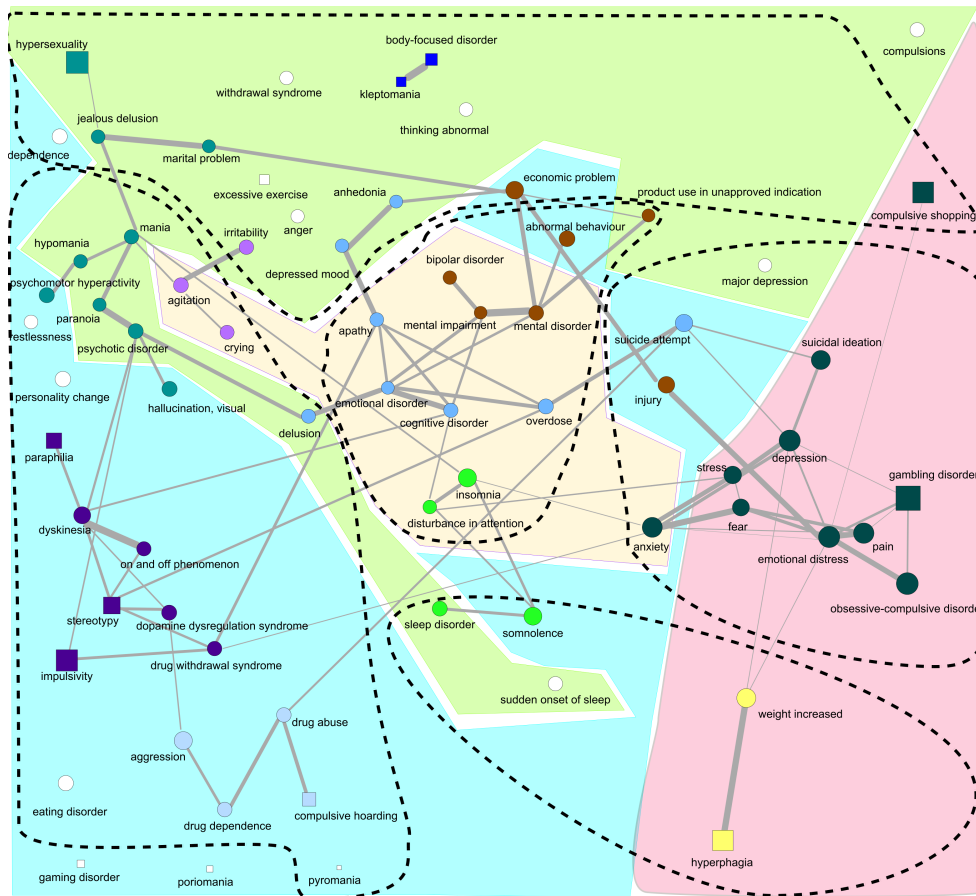 compulsions
body-focused disorder
hypersexuality
withdrawal syndrome
kleptomania
thinking abnormal
jealous delusion
dependence
marital problem
economic problem
excessive exercise
anhedonia
product use in unapproved indication
compulsive shopping
anger
mania
irritability
abnormal behaviour
hypomania
depressed mood
bipolar disorder
major depression
psychomotor hyperactivity
agitation
paranoia
mental impairment
mental disorder
apathy
restlessness
suicide attempt
crying
psychotic disorder
suicidal ideation
injury
personality change
hallucination, visual
emotional disorder
delusion
cognitive disorder
overdose
depression
paraphilia
stress
gambling disorder
insomnia
disturbance in attention
dyskinesia
fear
anxiety
pain
emotional distress
on and off phenomenon
obsessive-compulsive disorde
stereotypy
dopamine dysregulation syndrome
sleep disorder
somnolence
drug withdrawal syndrome
impulsivity
sudden onset of sleep
weight increased
drug abuse
aggression
eating disorder
compulsive hoarding
drug dependence
hyperphagia
gaming disorder
poriomania
pyromania